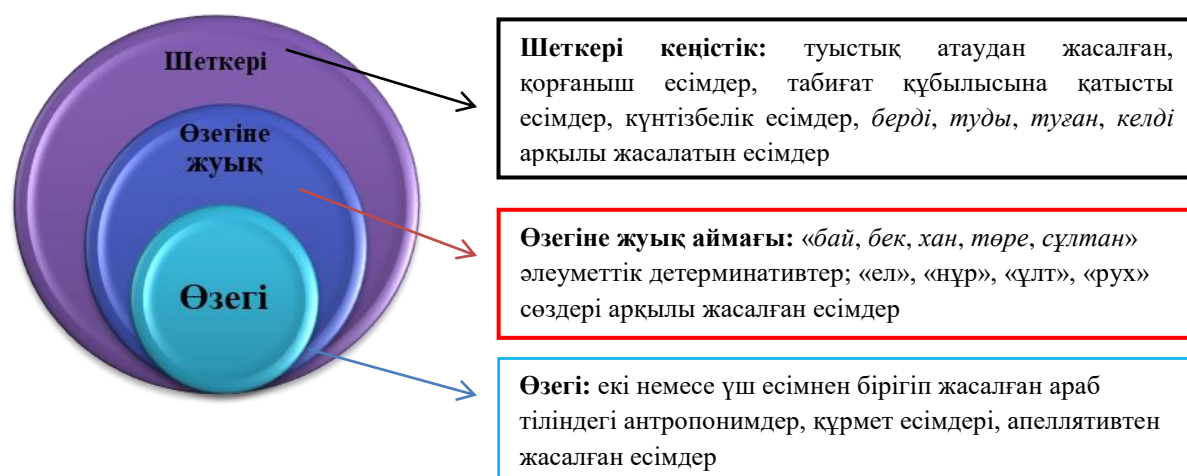 Шеткері
Өзегіне
жуық
Өзегі
Шеткері кеңістік: туыстық атаудан жасалған,
қорғаныш есімдер, табиғат құбылысына қатысты
есімдер, күнтізбелік есімдер, берді, туды, туған, келді
арқылы жасалатын есімдер
Өзегіне жуық аймағы: «бай, бек, хан, төре, сұлтан»
әлеуметтік детерминативтер; «ел», «нұр», «ұлт», «рух»
сөздері арқылы жасалған есімдер
Өзегі: екі немесе үш есімнен бірігіп жасалған араб
тіліндегі антропонимдер, құрмет есімдері, апеллятивтен
жасалған есімдер